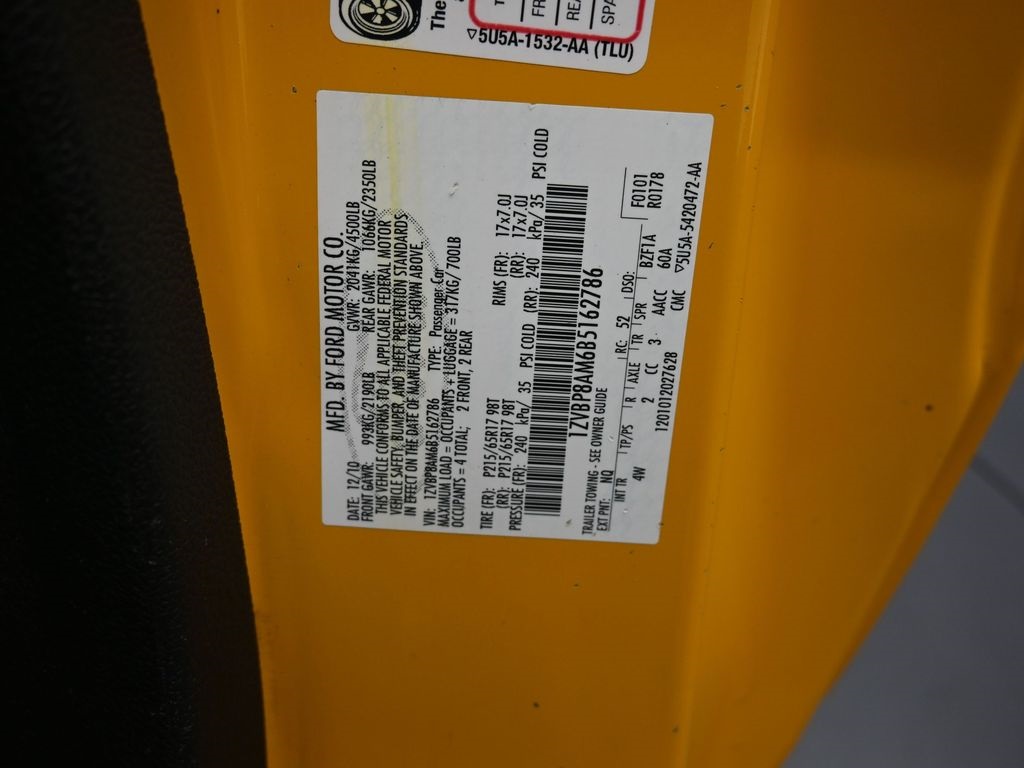 The
T
FR
REA
SPA
▽5U5A-1532-AA (TLU)
MFD. BY FORD MOTOR CO.
DATE: 12/10 GVWR: 2041KG/4500LB
FRONT GAWR: 993KG/2190LB REAR GAWR: 1066KG/2350LB
THIS VEHICLE CONFORMS TO ALL APPLICABLE FEDERAL MOTOR
VEHICLE SAFETY, BUMPER, AND THEFT PREVENTION STANDARDS
IN EFFECT ON THE DATE OF MANUFACTURE SHOWN ABOVE.
VIN: 1ZVBP8AM6B5162786 TYPE: Passenger Car
MAXIMUM LOAD = OCCUPANTS + LUGGAGE = 317KG/ 700LB
OCCUPANTS = 4 TOTAL; 2 FRONT, 2 REAR
TIRE (FR): P215/65R17 98T RIMS (FR): 17x7.0J
(RR): P215/65R17 98T (RR): 17x7.0J
PRESSURE (FR): 240 kPa/ 35 PSI COLD (RR): 240 kPa/ 35 PSI COLD
1ZVBP8AM6B5162786
TRAILER TOWING - SEE OWNER GUIDE F0101
EXT PNT: NQ RC: 52 DSO: R0178
INT TR TP/PS R AXLE TR SPR BZF1A
4W 2 CC 3 AACC 60A
1201012027628 CMC ▽5U5A-5420472-AA